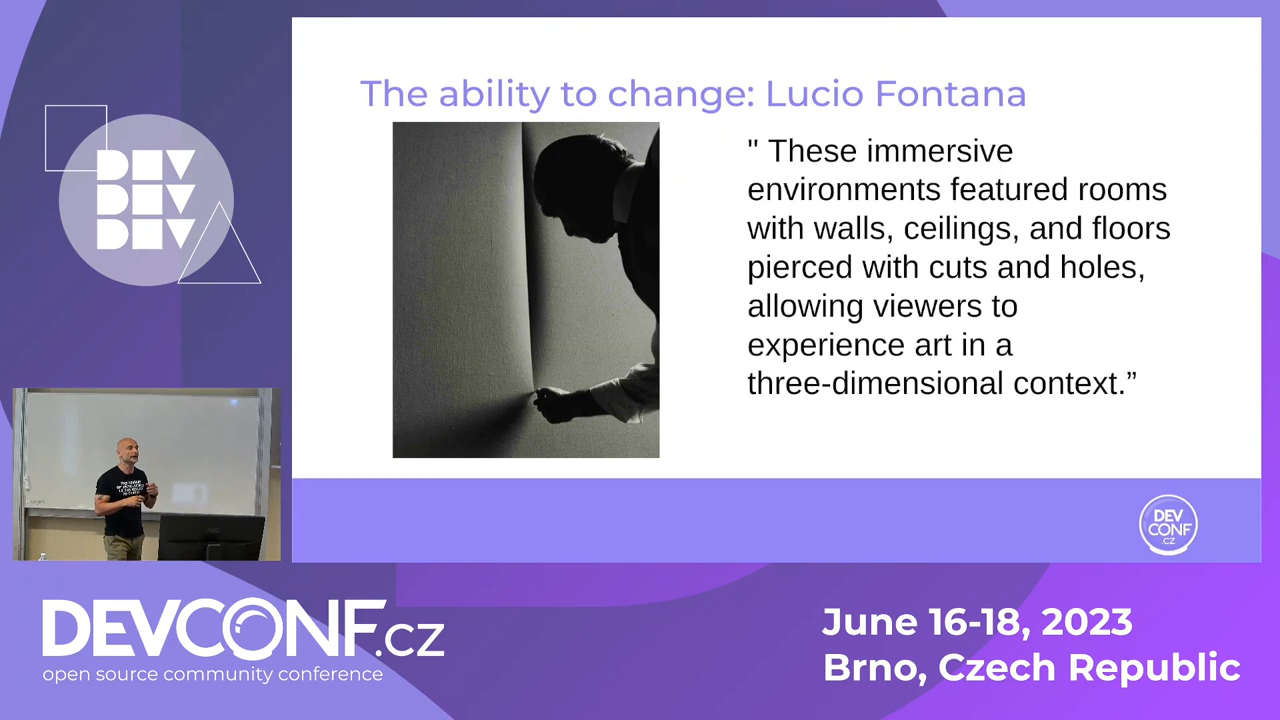 DEV
DEV
DEV
The ability to change: Lucio Fontana
" These immersive
environments featured rooms
with walls, ceilings, and floors
pierced with cuts and holes,
allowing viewers to
experience art in a
three-dimensional context.”
DEV
CONF
.CZ
DEVCONF.cz
open source community conference
June 16-18, 2023
Brno, Czech Republic